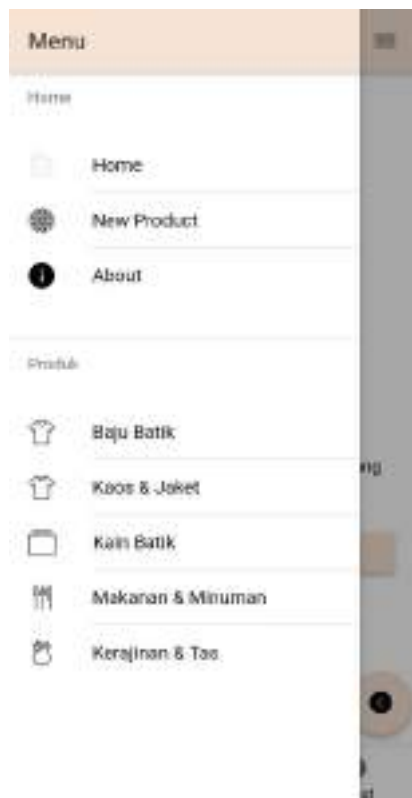 Menu
Home
Home
New Product
About
Produk
Baju Batik
Kaos & Jaket
Kain Batik
Makanan & Minuman
Kerajinan & Tas